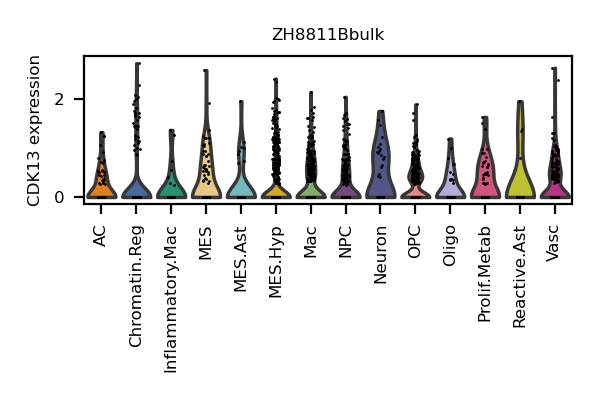 ZH8811Bbulk
CDK13 expression
2
0
AC
Chromatin.Reg
Inflammatory.Mac
MES
MES.Ast
MES.Hyp
Mac
NPC
Neuron
OPC
Oligo
Prolif.Metab
Reactive.Ast
Vasc